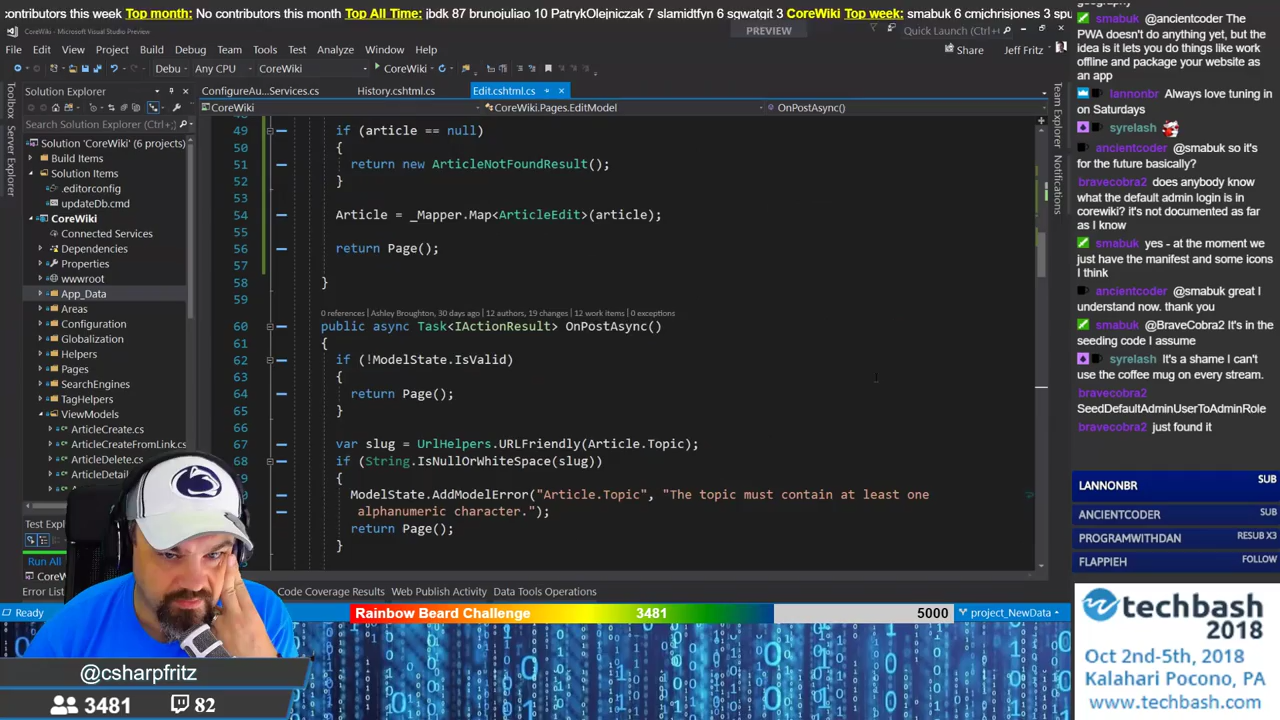 contributors this week Top month: No contributors this month Top All Time: jbdk 87 brunojuliao 10 PatrykOlejniczak 7 slamidtfyn 6 sqwatgit 3 CoreWiki Top week: smabuk 6 cmjchrisjones 3 spu
CoreWiki - Microsoft Visual Studio Preview
PREVIEW
Quick Launch (Ctrl+;)
File Edit View Project Build Debug Team Tools Test Analyze Window Help
Share Jeff Fritz
Debug Any CPU CoreWiki CoreWiki
Toolbox
Server Explorer
Solution Explorer
Search Solution Explorer (Ctrl+;)
Solution 'CoreWiki' (6 projects)
Build Items
Solution Items
.editorconfig
updateDb.cmd
CoreWiki
Connected Services
Dependencies
Properties
wwwroot
App_Data
Areas
Configuration
Globalization
Helpers
Pages
SearchEngines
TagHelpers
ViewModels
ArticleCreate.cs
ArticleCreateFromLink.cs
ArticleDelete.cs
ArticleDetail
Test Exp
Run All
CoreW
Error List
ConfigureAu...Services.cs History.cshtml.cs Edit.cshtml.cs
CoreWiki CoreWiki.Pages.EditModel OnPostAsync()
49 if (article == null)
50 {
51 return new ArticleNotFoundResult();
52 }
53
54 Article = _Mapper.Map<ArticleEdit>(article);
55
56 return Page();
57
58 }
59
0 references | Ashley Broughton, 30 days ago | 12 authors, 19 changes | 12 work items | 0 exceptions
60 public async Task<IActionResult> OnPostAsync()
61 {
62 if (!ModelState.IsValid)
63 {
64 return Page();
65 }
66
67 var slug = UrlHelpers.URLFriendly(Article.Topic);
68 if (String.IsNullOrWhiteSpace(slug))
{
ModelState.AddModelError("Article.Topic", "The topic must contain at least one
alphanumeric character.");
return Page();
}
Code Coverage Results Web Publish Activity Data Tools Operations
Team Explorer
Notifications
Ready
Rainbow Beard Challenge 3481 5000
project_NewData
smabuk @ancientcoder The
PWA doesn't do anything yet, but the
idea is it lets you do things like work
offline and package your website as
an app
lannonbr Always love tuning in
on Saturdays
syrelash
ancientcoder @smabuk so it's
for the future basically?
bravecobra2 does anybody know
what the default admin login is in
corewiki? it's not documented as far
as I know
smabuk yes - at the moment we
just have the manifest and some icons
I think
ancientcoder @smabuk great I
understand now. thank you
smabuk @BraveCobra2 It's in the
seeding code I assume
syrelash It's a shame I can't
use the coffee mug on every stream.
bravecobra2
SeedDefaultAdminUserToAdminRole
bravecobra2 just found it
LANNONBR SUB
ANCIENTCODER SUB
PROGRAMWITHDAN RESUB X3
FLAPPIEH FOLLOW
techbash
2018
Oct 2nd-5th, 2018
Kalahari Pocono, PA
www.techbash.com
@csharpfritz
3481 82